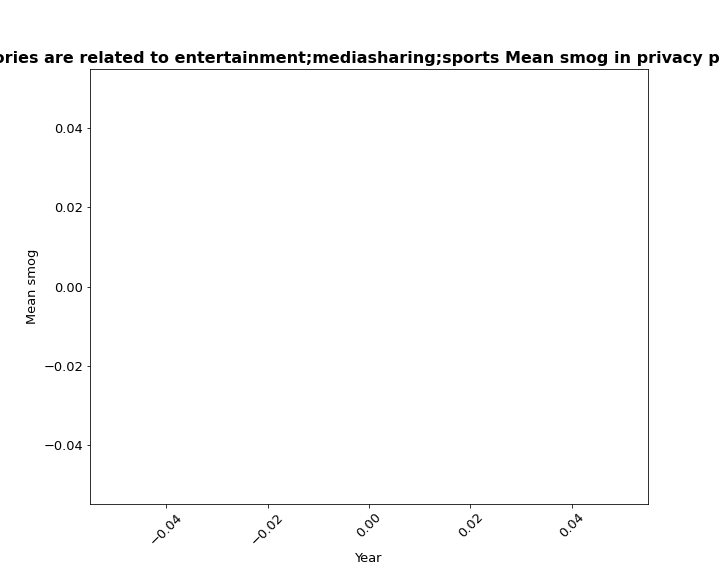 ories are related to entertainment;mediasharing;sports Mean smog in privacy p
0.04
0.02
0.00
−0.02
−0.04
Mean smog
−0.04 −0.02 0.00 0.02 0.04
Year